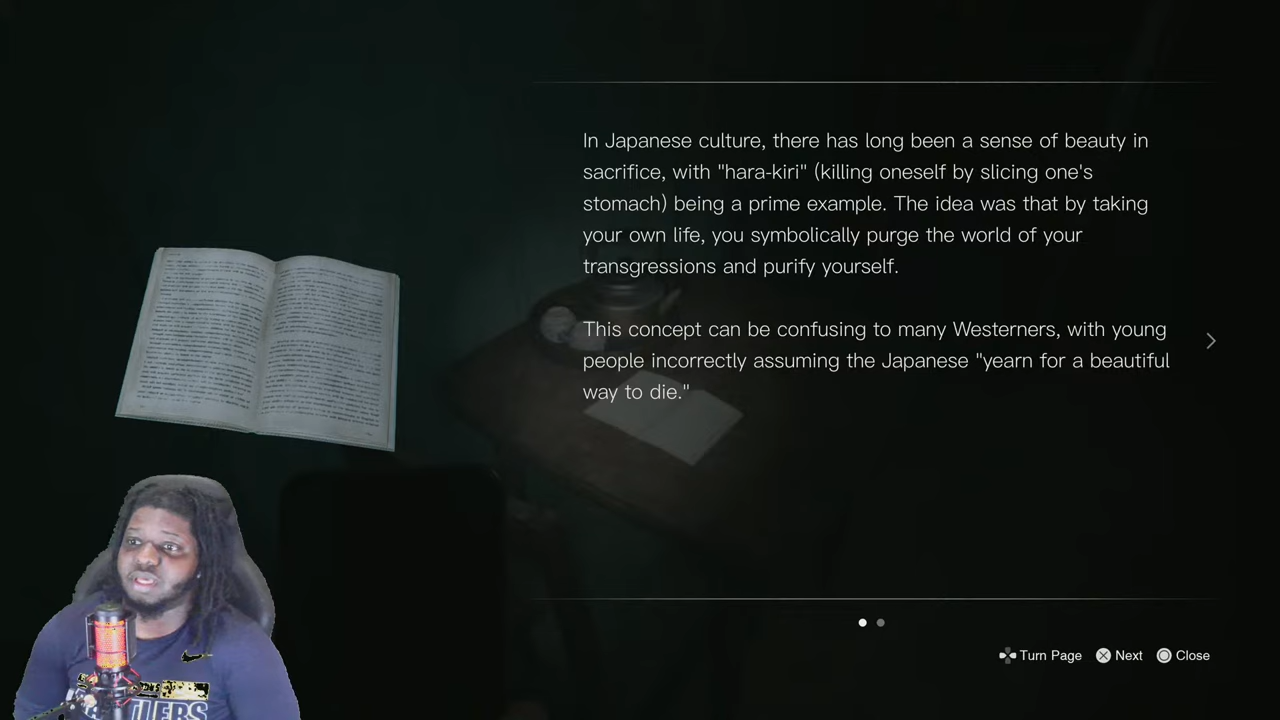 In Japanese culture, there has long been a sense of beauty in
sacrifice, with "hara-kiri" (killing oneself by slicing one's
stomach) being a prime example. The idea was that by taking
your own life, you symbolically purge the world of your
transgressions and purify yourself.
This concept can be confusing to many Westerners, with young
people incorrectly assuming the Japanese "yearn for a beautiful
way to die."
Turn Page Next Close